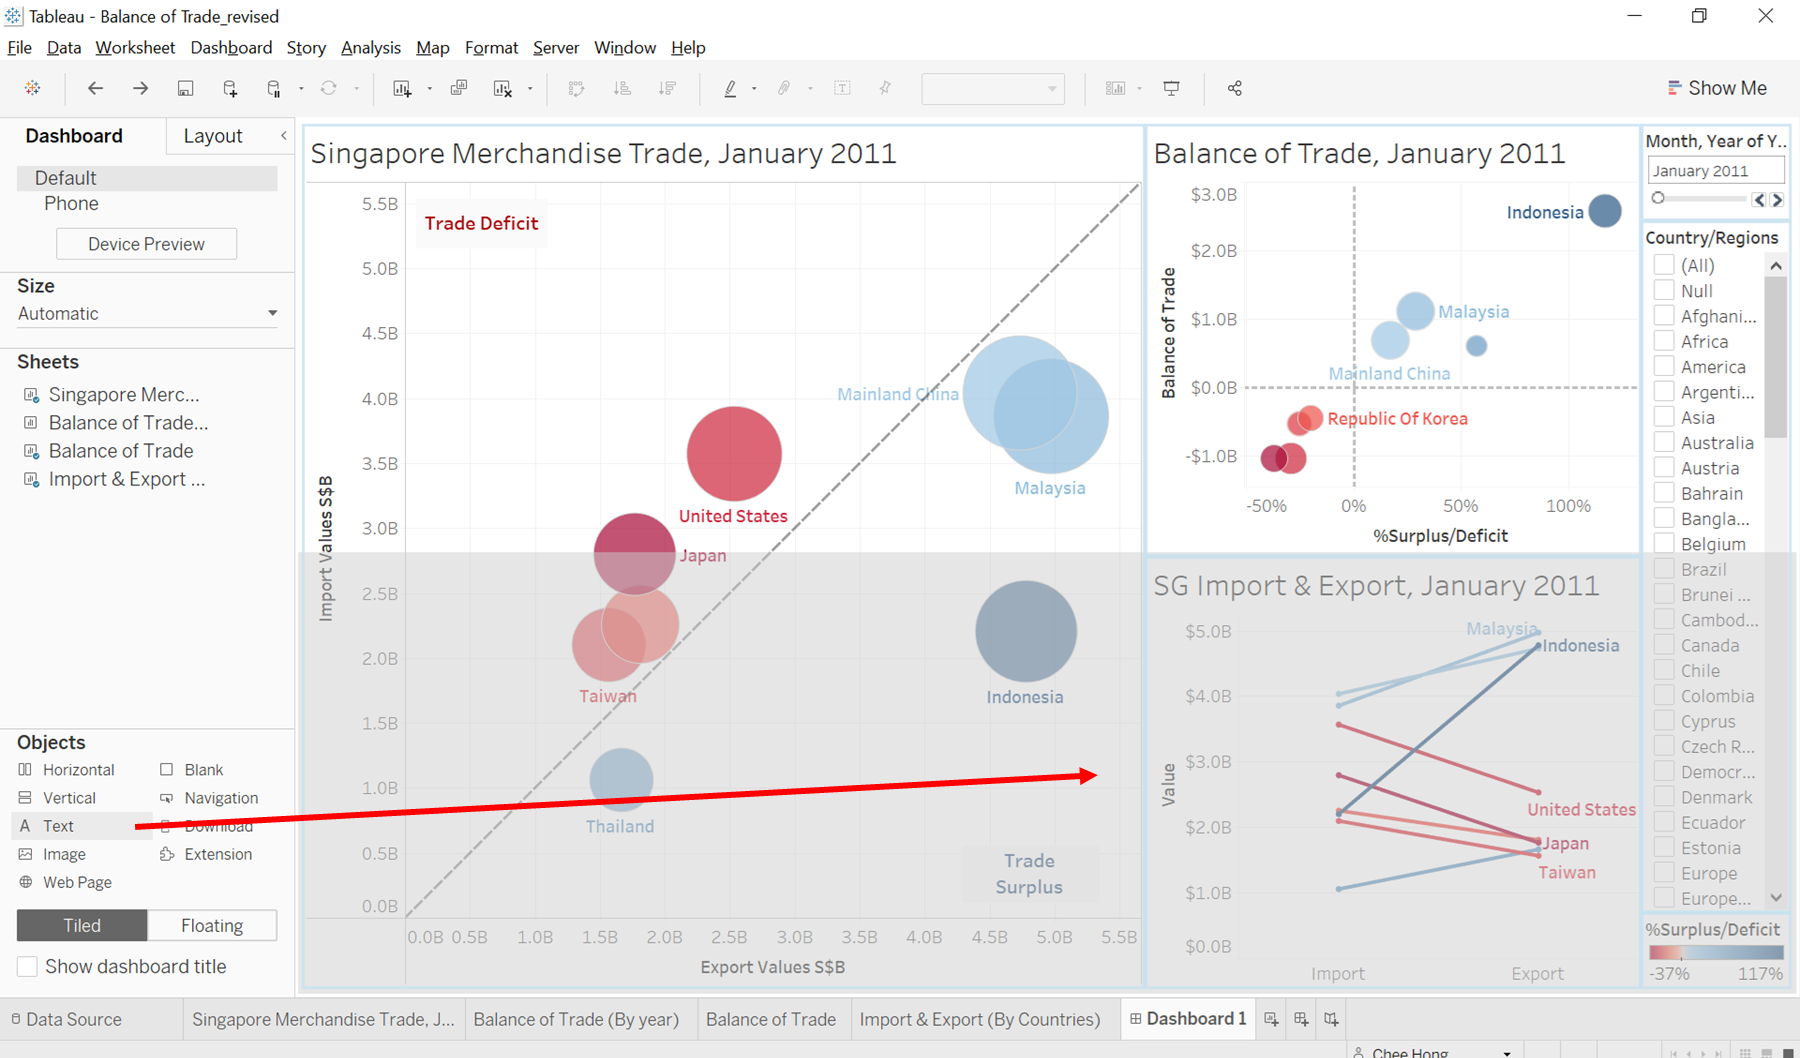 Tableau - Balance of Trade_revised
File Data Worksheet Dashboard Story Analysis Map Format Server Window Help
Show Me
Dashboard Layout
Default
Phone
Device Preview
Size
Automatic
Sheets
Singapore Merc...
Balance of Trade...
Balance of Trade
Import & Export ...
Objects
Horizontal Blank
Vertical Navigation
Text Download
Image Extension
Web Page
Tiled Floating
Show dashboard title
Singapore Merchandise Trade, January 2011
Import Values S$B
5.5B
5.0B
4.5B
4.0B
3.5B
3.0B
2.5B
2.0B
1.5B
1.0B
0.5B
0.0B
Trade Deficit
Mainland China
Malaysia
United States
Japan
Taiwan
Indonesia
Thailand
Trade
Surplus
0.0B 0.5B 1.0B 1.5B 2.0B 2.5B 3.0B 3.5B 4.0B 4.5B 5.0B 5.5B
Export Values S$B
Balance of Trade, January 2011
Balance of Trade
$3.0B
$2.0B
$1.0B
$0.0B
-$1.0B
Indonesia
Malaysia
Mainland China
Republic Of Korea
-50% 0% 50% 100%
%Surplus/Deficit
SG Import & Export, January 2011
Value
$5.0B
$4.0B
$3.0B
$2.0B
$1.0B
$0.0B
Malaysia
Indonesia
United States
Japan
Taiwan
Import Export
Month, Year of Y..
January 2011
Country/Regions
(All)
Null
Afghani...
Africa
America
Argenti...
Asia
Australia
Austria
Bahrain
Bangla...
Belgium
Brazil
Brunei ...
Cambod...
Canada
Chile
Colombia
Cyprus
Czech R...
Democr...
Denmark
Ecuador
Estonia
Europe
Europe...
%Surplus/Deficit
-37% 117%
Data Source Singapore Merchandise Trade, J... Balance of Trade (By year) Balance of Trade Import & Export (By Countries) Dashboard 1
Chee Hong